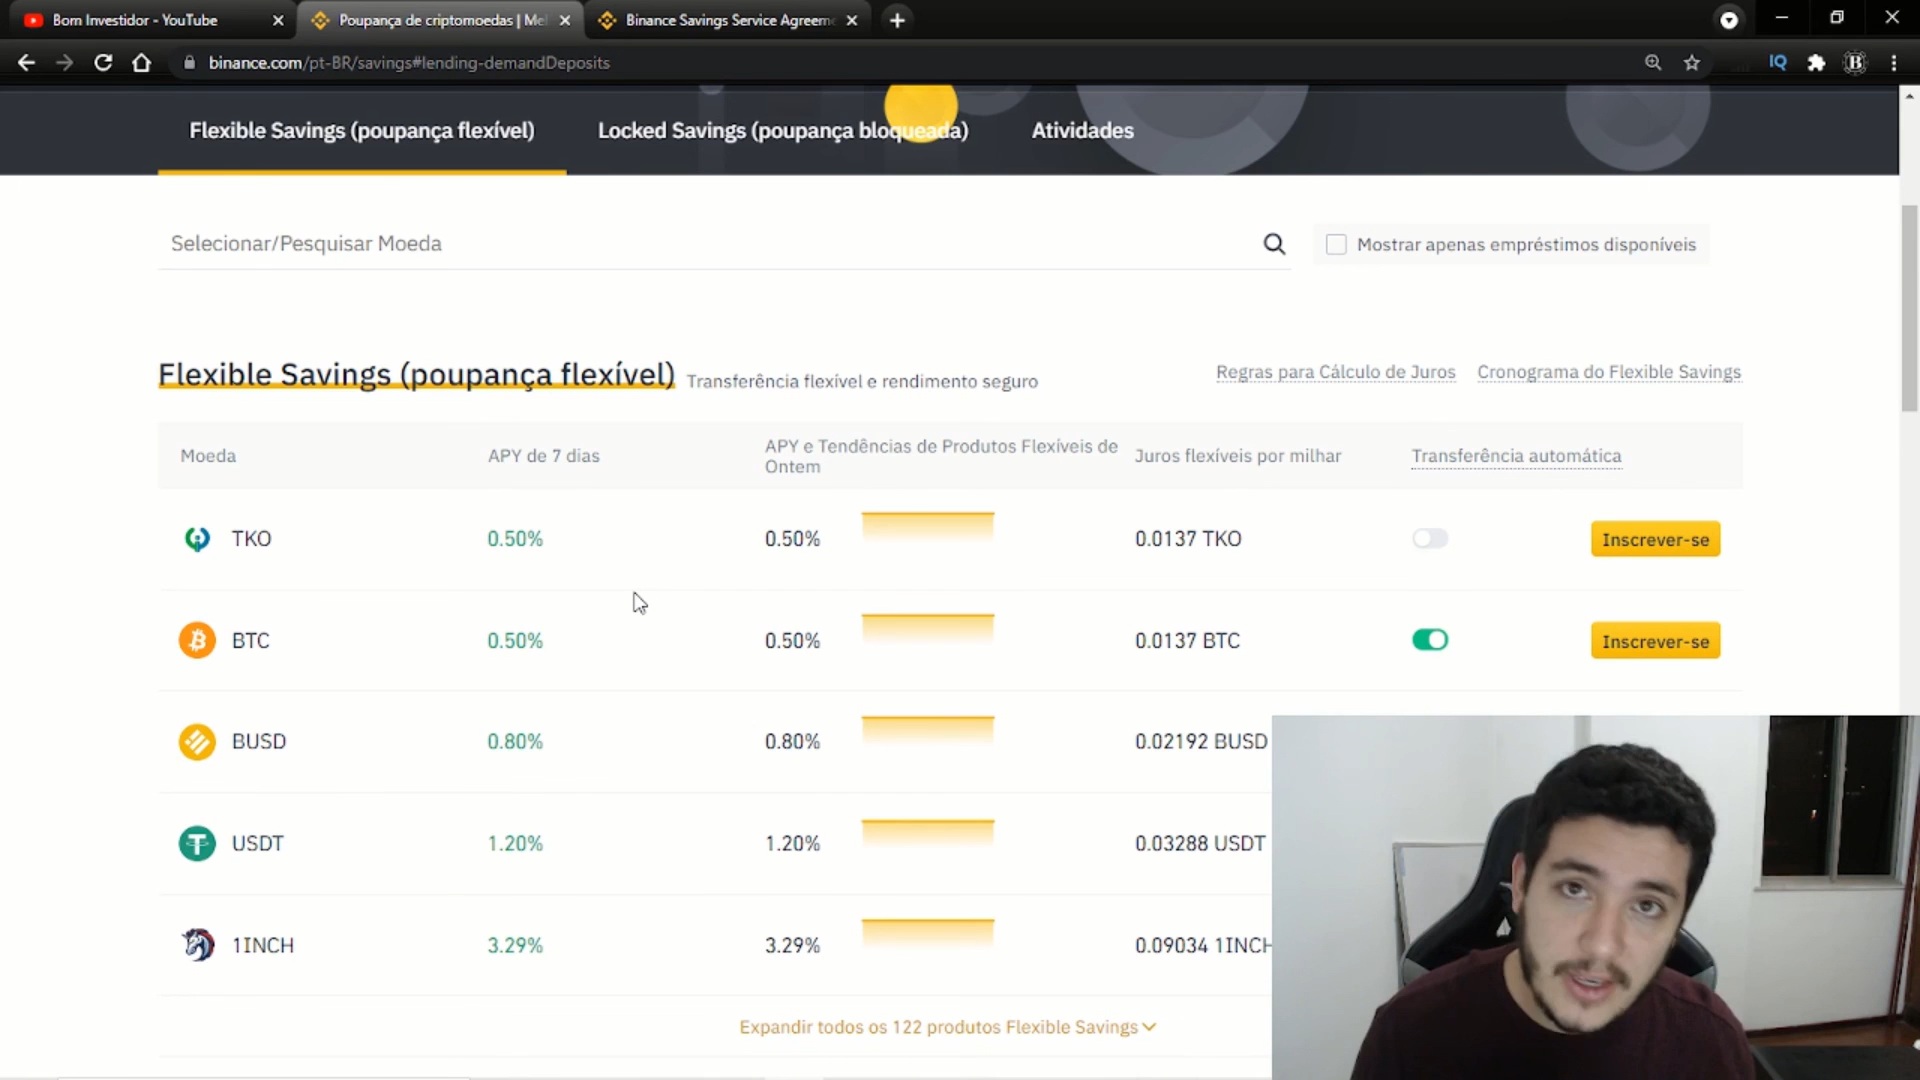 Bom Investidor - YouTube
Poupança de criptomoedas | Mel
Binance Savings Service Agreem
binance.com/pt-BR/savings#lending-demandDeposits
IQ
B
Flexible Savings (poupança flexível)
Locked Savings (poupança bloqueada)
Atividades
Selecionar/Pesquisar Moeda
Mostrar apenas empréstimos disponíveis
Flexible Savings (poupança flexível) Transferência flexível e rendimento seguro
Regras para Cálculo de Juros
Cronograma do Flexible Savings
Moeda
APY de 7 dias
APY e Tendências de Produtos Flexíveis de
Ontem
Juros flexíveis por milhar
Transferência automática
TKO 0.50% 0.50% 0.0137 TKO Inscrever-se
BTC 0.50% 0.50% 0.0137 BTC Inscrever-se
BUSD 0.80% 0.80% 0.02192 BUSD
USDT 1.20% 1.20% 0.03288 USDT
1INCH 3.29% 3.29% 0.09034 1INCH
Expandir todos os 122 produtos Flexible Savings